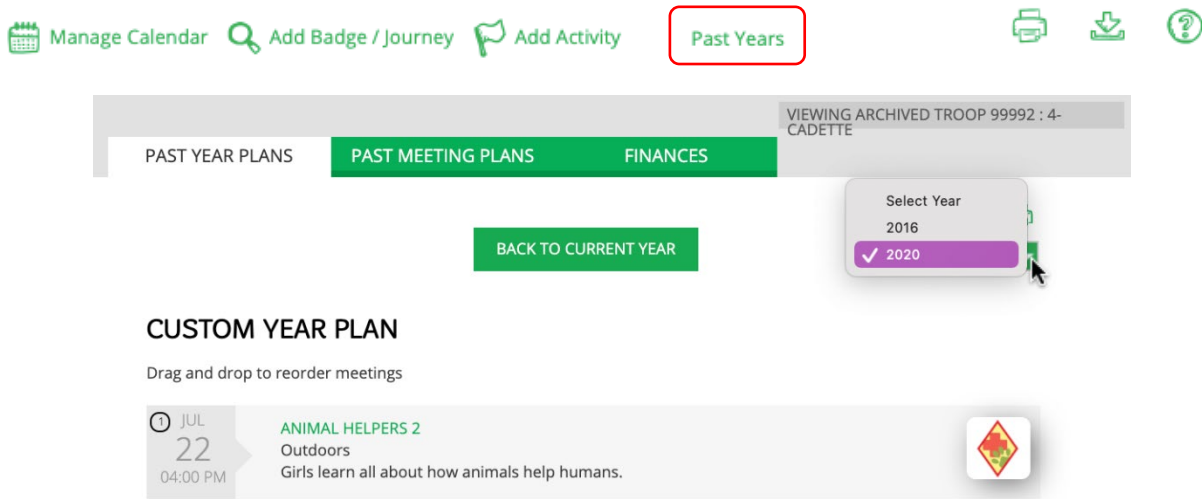 Manage Calendar Add Badge / Journey Add Activity Past Years
VIEWING ARCHIVED TROOP 99992 : 4-
CADETTE
PAST YEAR PLANS PAST MEETING PLANS FINANCES
Select Year
2016
2020
BACK TO CURRENT YEAR
CUSTOM YEAR PLAN
Drag and drop to reorder meetings
1 JUL
22
04:00 PM
ANIMAL HELPERS 2
Outdoors
Girls learn all about how animals help humans.